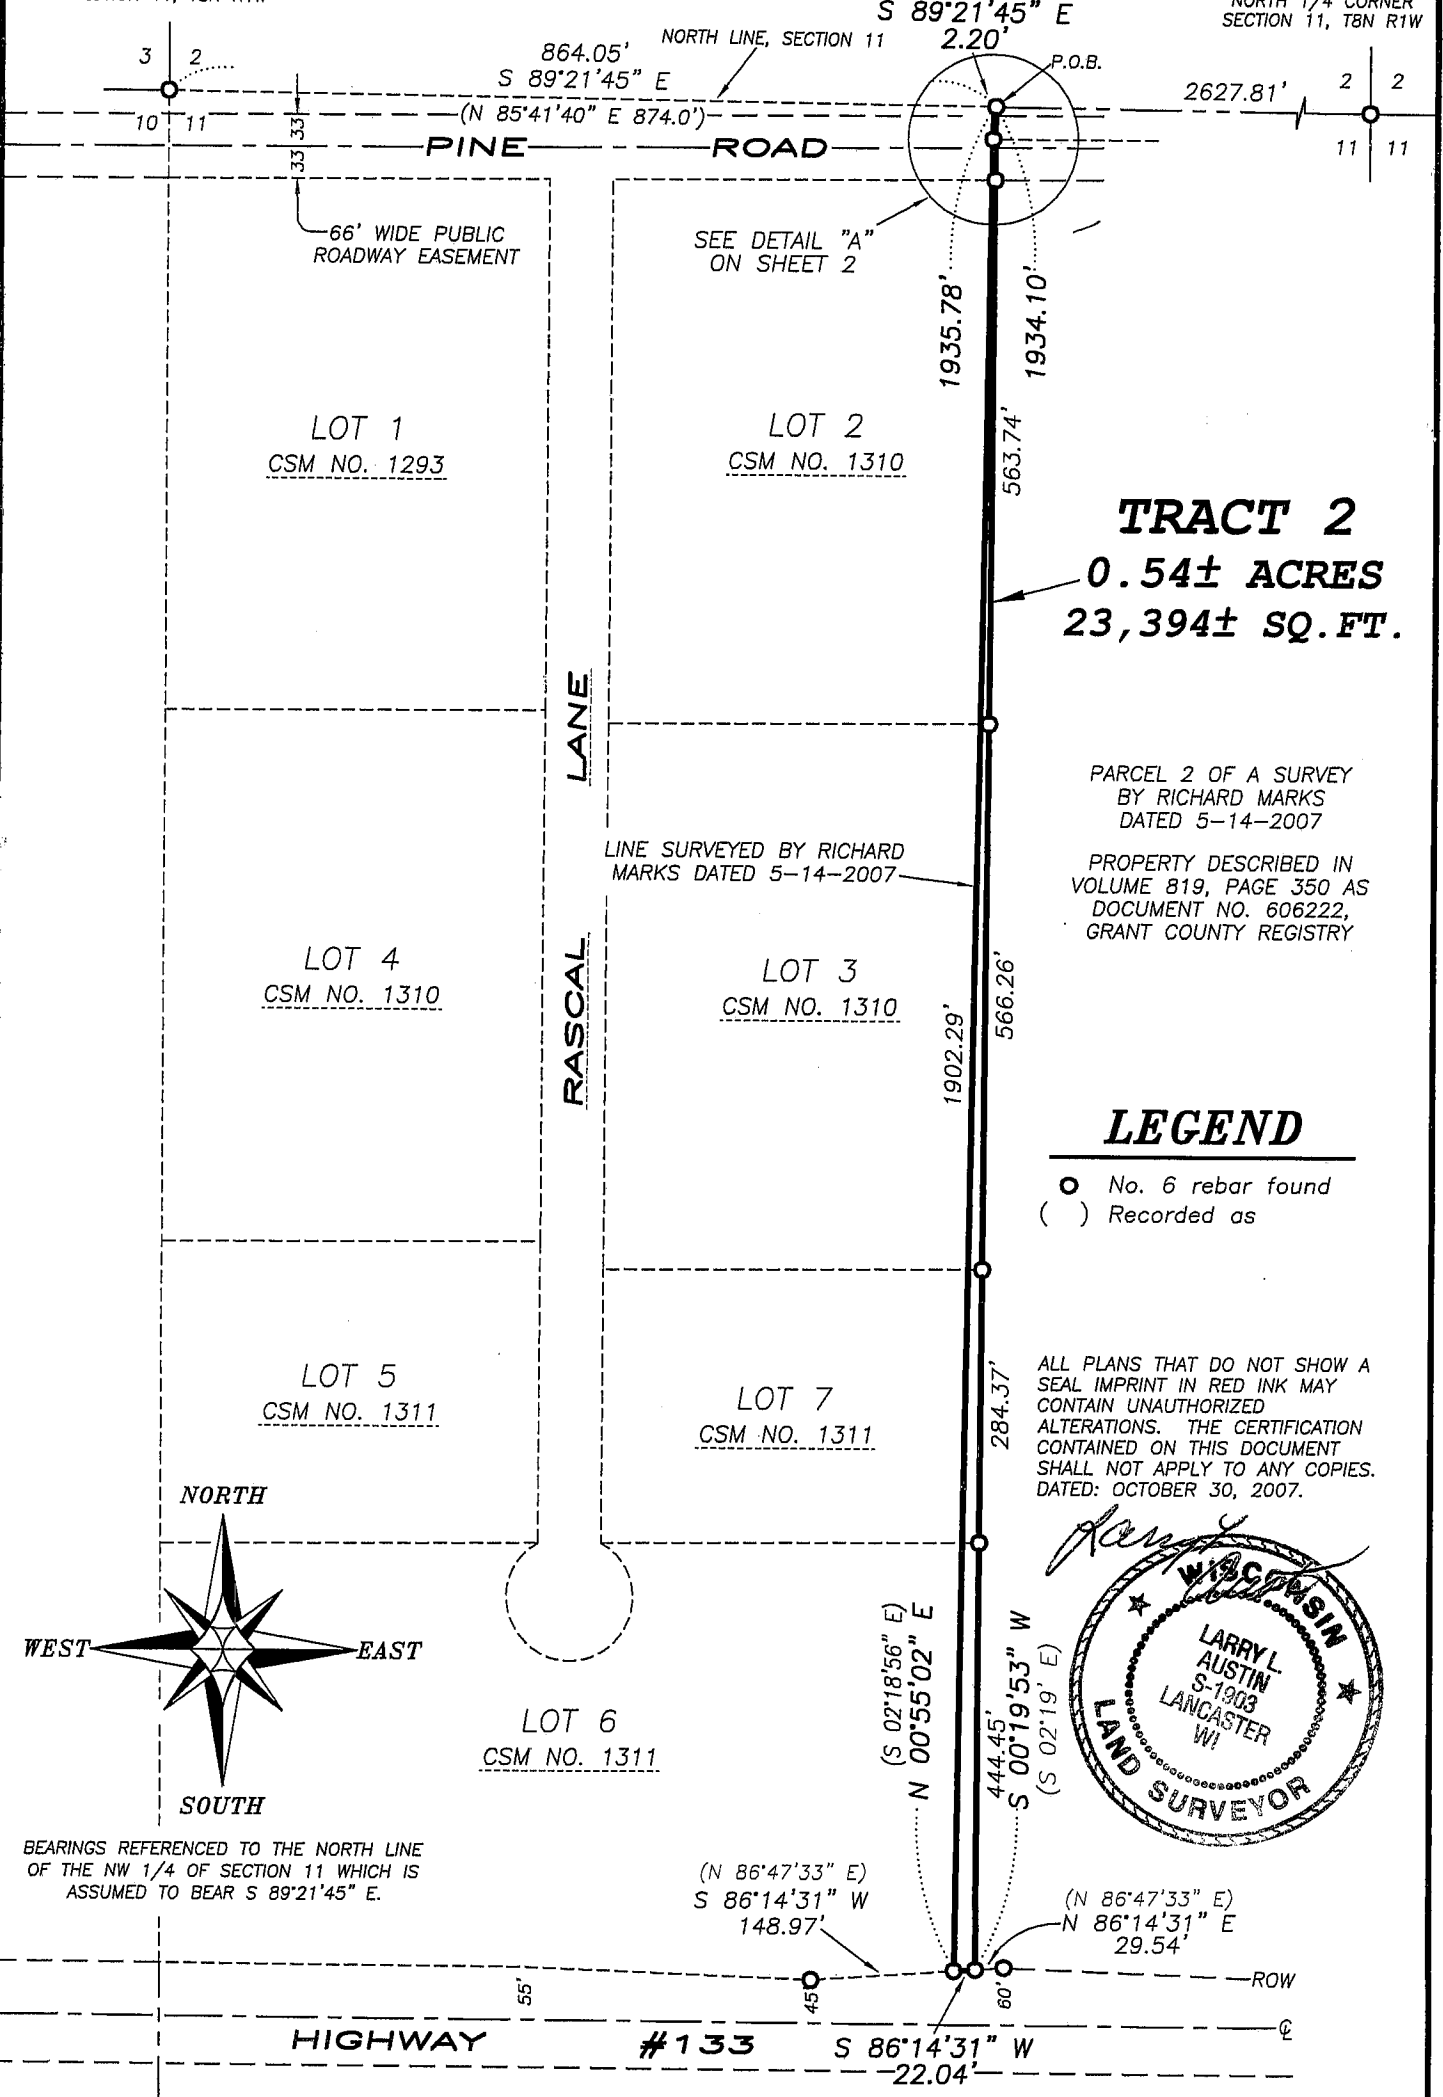 S 89°21'45" E
2.20'
NORTH 1/4 CORNER
SECTION 11, T8N R1W
3 2
10 11
864.05'
S 89°21'45" E
NORTH LINE, SECTION 11
(N 85°41'40" E 874.0')
P.O.B.
2627.81'
2 2
11 11
33
33
PINE ROAD
66' WIDE PUBLIC
ROADWAY EASEMENT
SEE DETAIL "A"
ON SHEET 2
1935.78'
1934.10'
LOT 1
CSM NO. 1293
LOT 2
CSM NO. 1310
563.74'
TRACT 2
0.54± ACRES
23,394± SQ.FT.
RASCAL LANE
PARCEL 2 OF A SURVEY
BY RICHARD MARKS
DATED 5-14-2007
LINE SURVEYED BY RICHARD
MARKS DATED 5-14-2007
PROPERTY DESCRIBED IN
VOLUME 819, PAGE 350 AS
DOCUMENT NO. 606222,
GRANT COUNTY REGISTRY
LOT 4
CSM NO. 1310
LOT 3
CSM NO. 1310
1902.29'
566.26'
LEGEND
No. 6 rebar found
( ) Recorded as
LOT 5
CSM NO. 1311
LOT 7
CSM NO. 1311
284.37'
ALL PLANS THAT DO NOT SHOW A
SEAL IMPRINT IN RED INK MAY
CONTAIN UNAUTHORIZED
ALTERATIONS. THE CERTIFICATION
CONTAINED ON THIS DOCUMENT
SHALL NOT APPLY TO ANY COPIES.
DATED: OCTOBER 30, 2007.
NORTH
WEST
EAST
SOUTH
LOT 6
CSM NO. 1311
(S 02°18'56" E)
N 00°55'02" E
444.45'
S 00°19'53" W
(S 02°19' E)
WISCONSIN
LARRY L.
AUSTIN
S-1903
LANCASTER
WI
LAND SURVEYOR
BEARINGS REFERENCED TO THE NORTH LINE
OF THE NW 1/4 OF SECTION 11 WHICH IS
ASSUMED TO BEAR S 89°21'45" E.
(N 86°47'33" E)
S 86°14'31" W
148.97'
(N 86°47'33" E)
N 86°14'31" E
29.54'
ROW
55'
45'
60'
HIGHWAY #133
S 86°14'31" W
22.04'